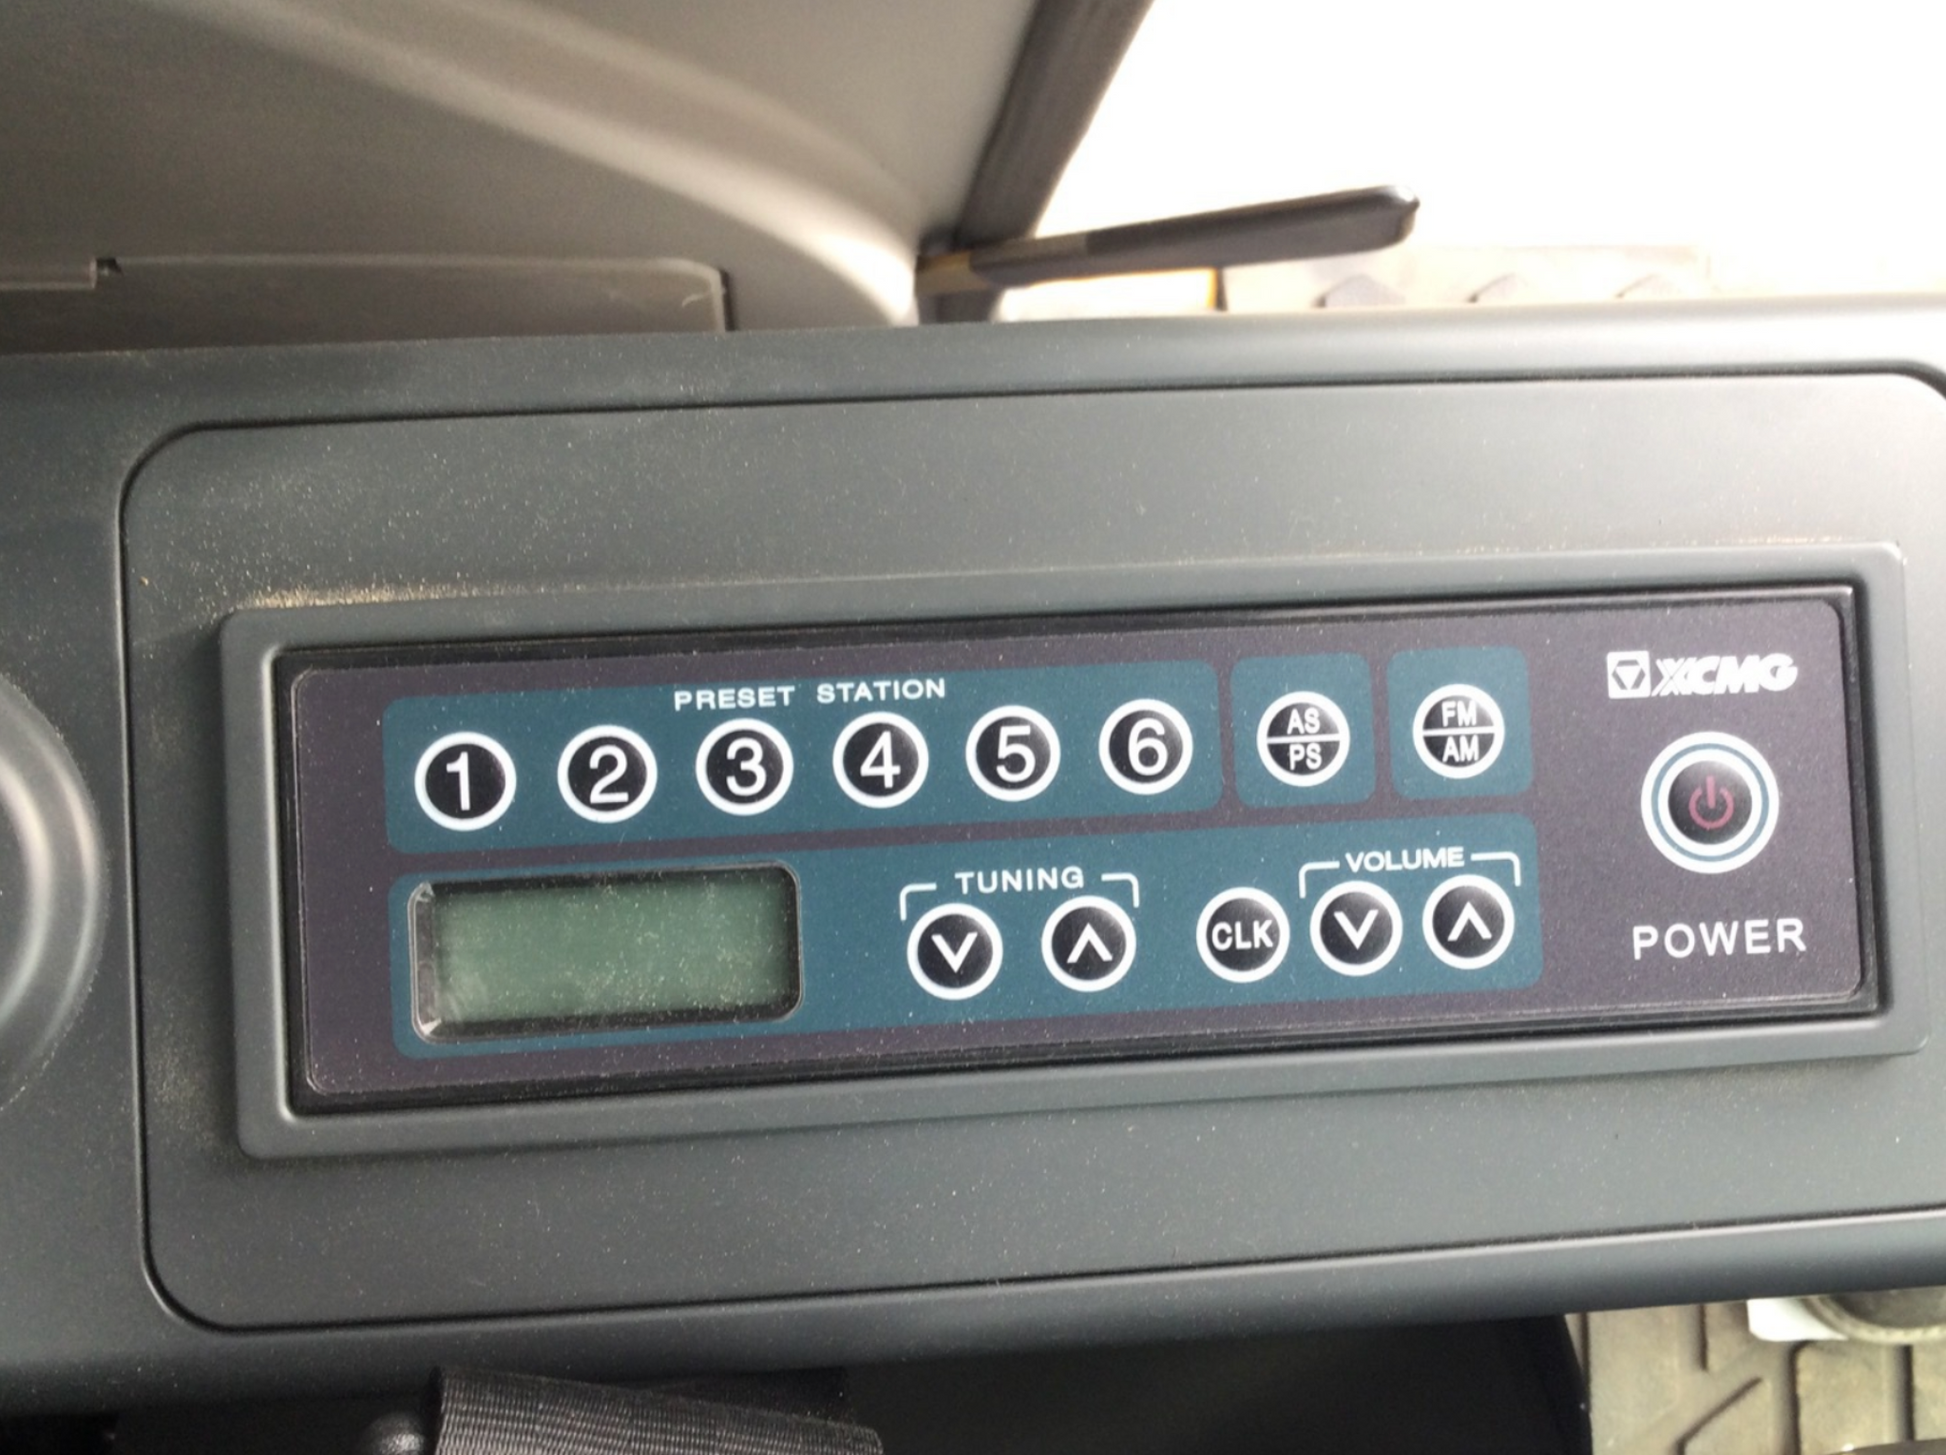 PRESET STATION
1 2 3 4 5 6
AS
PS
FM
AM
XCMG
TUNING
CLK
VOLUME
POWER